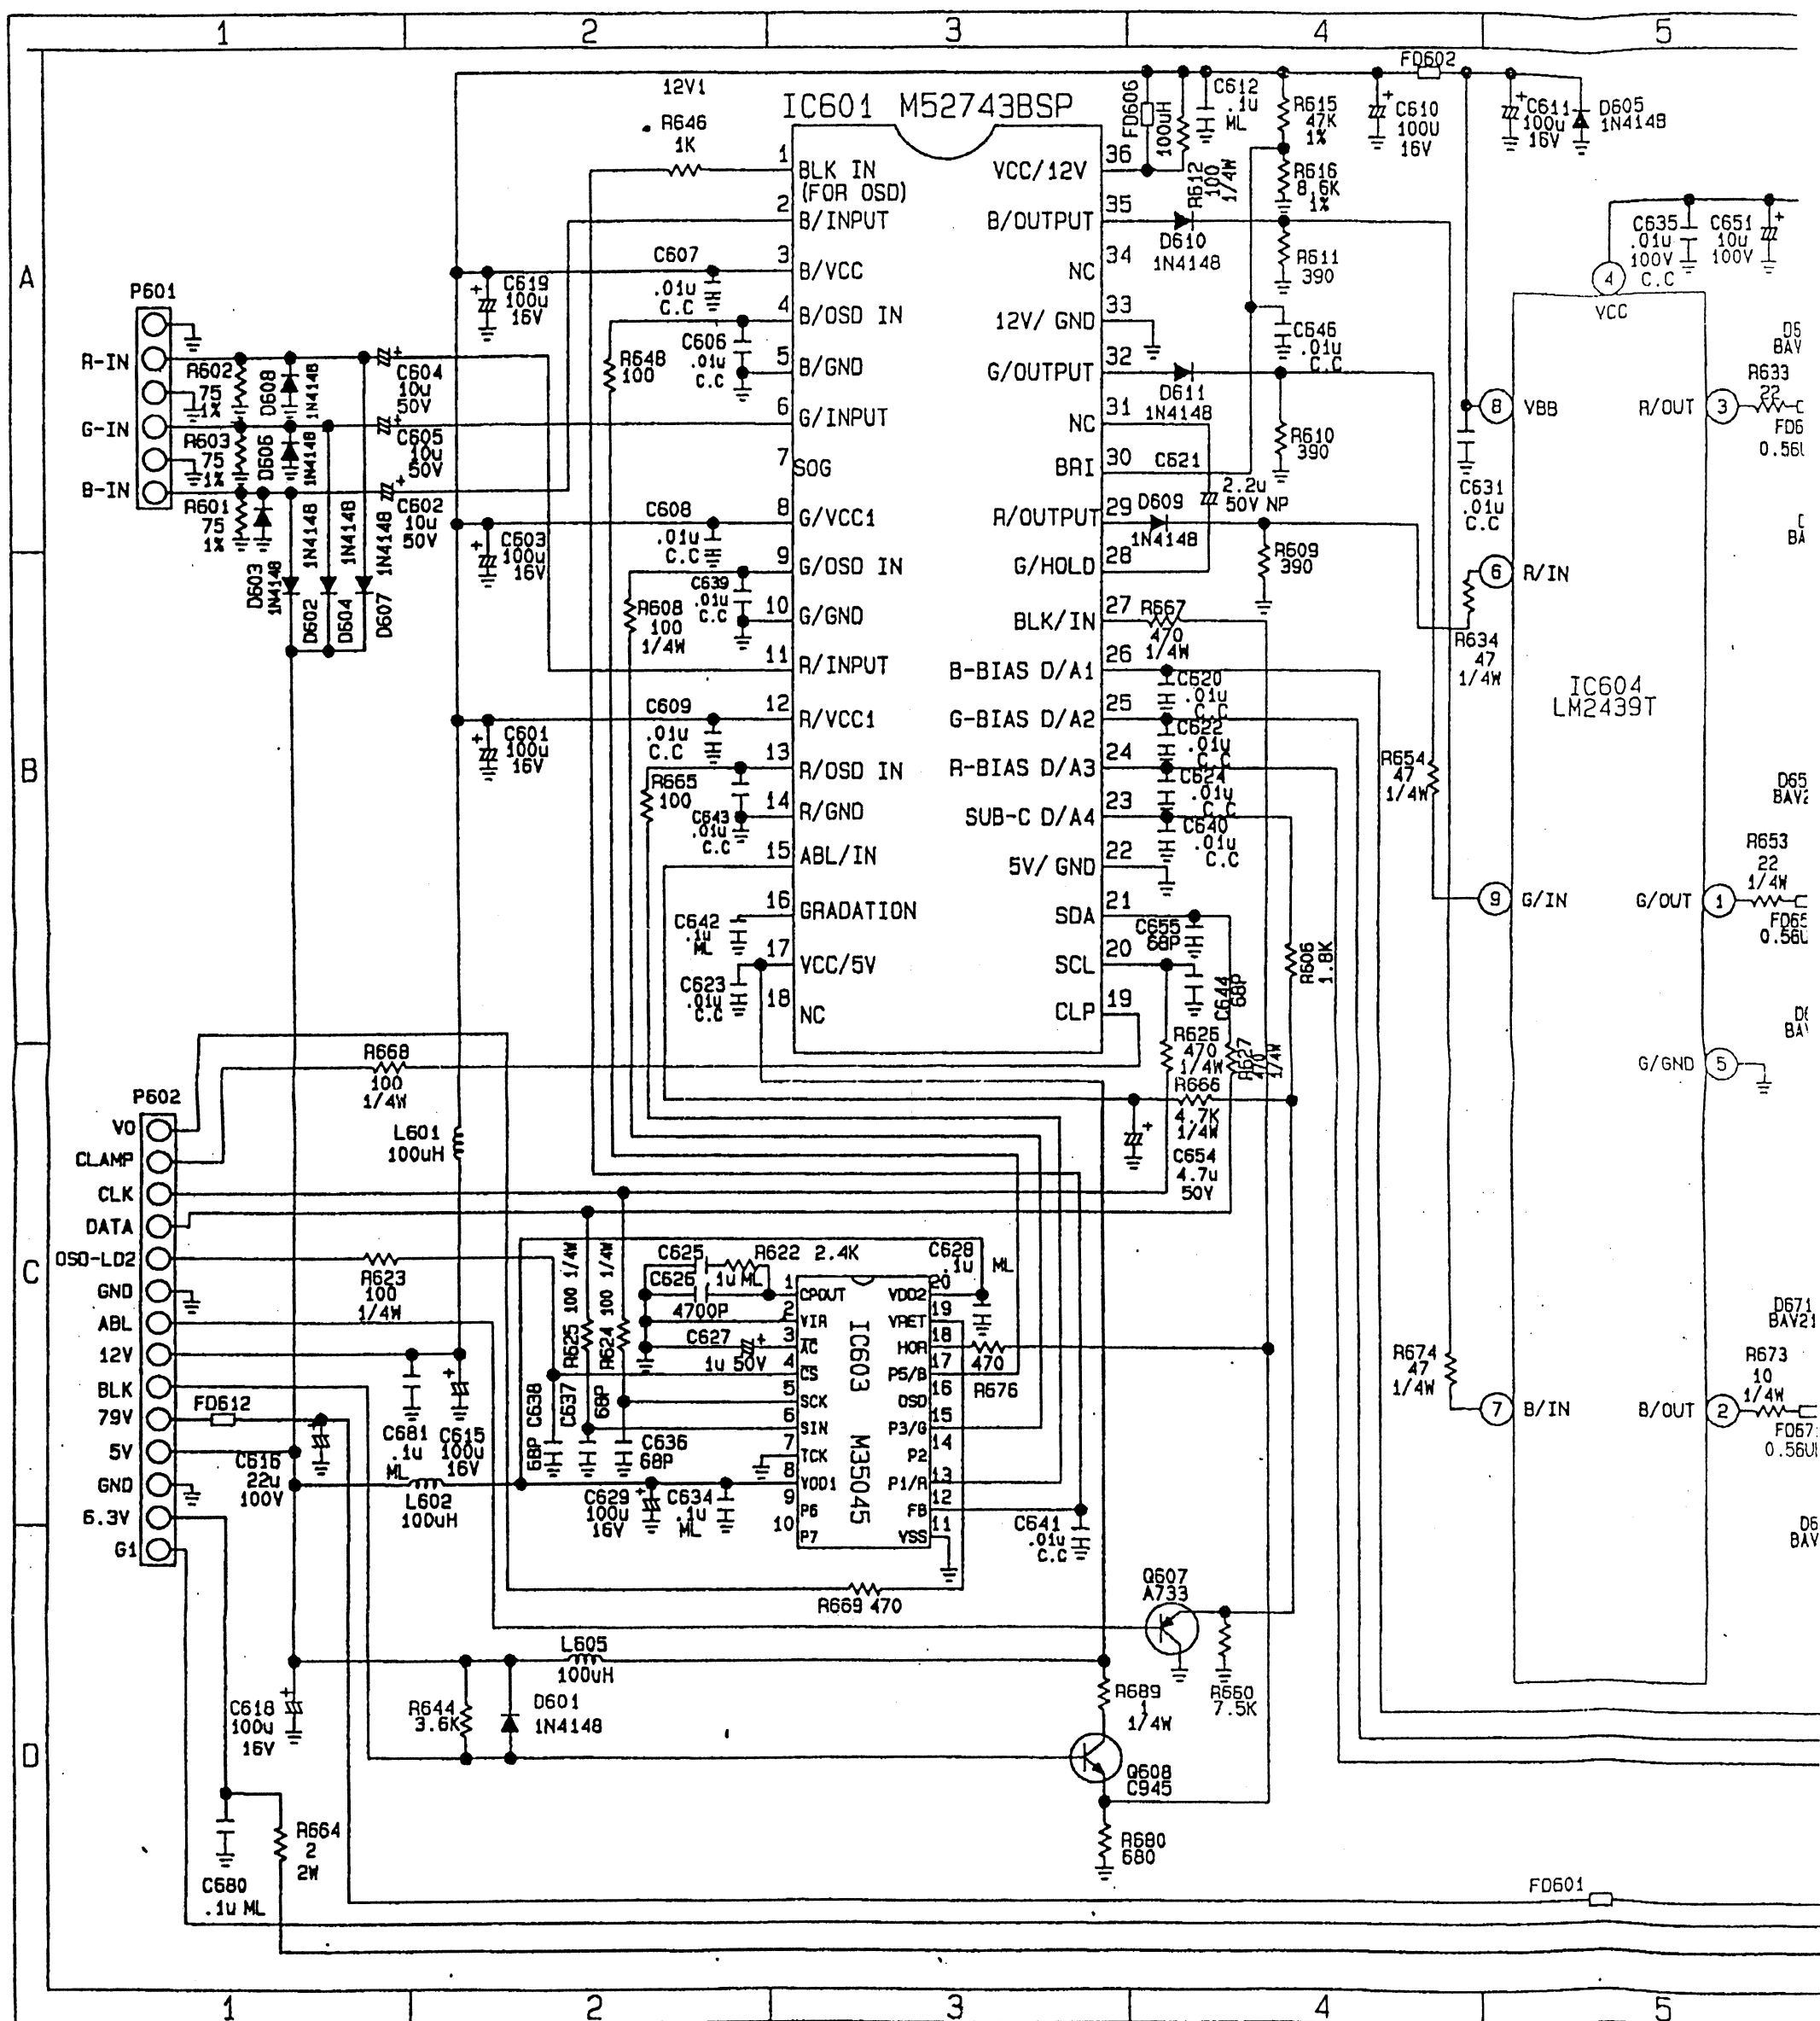 1 2 3 4 5
A
B
C
D
12V1
IC601 M52743BSP
R646
1K
1 BLK IN
(FOR OSD)
2 B/INPUT
3 B/VCC
4 B/OSD IN
5 B/GND
6 G/INPUT
7 SOG
8 G/VCC1
9 G/OSD IN
10 G/GND
11 R/INPUT
12 R/VCC1
13 R/OSD IN
14 R/GND
15 ABL/IN
16 GRADATION
17 VCC/5V
18 NC
VCC/12V 36
B/OUTPUT 35
NC 34
12V/ GND 33
G/OUTPUT 32
NC 31
BRI 30
R/OUTPUT 29
G/HOLD 28
BLK/IN 27
B-BIAS D/A1 26
G-BIAS D/A2 25
R-BIAS D/A3 24
SUB-C D/A4 23
5V/ GND 22
SDA 21
SCL 20
CLP 19
FD606
100uH
C612
.1u
ML
R612
100
1/4W
R615
47K
1%
R616
8.6K
1%
C610
100U
16V
FD602
C611
100u
16V
D605
1N4148
D610
1N4148
R611
390
C646
.01u
C.C
D611
1N4148
R610
390
C621
2.2u
50V NP
D609
1N4148
R609
390
R667
470
1/4W
C620
.01u
C.C
C622
.01u
C.C
C624
.01u
C.C
C640
.01u
C.C
C655
68P
C644
68P
R626
470
1/4W
R627
470
1/4W
R666
4.7K
1/4W
C654
4.7u
50V
R606
1.8K
C635
.01u
100V
C.C
C651
10u
100V
4
VCC
8 VBB
6 R/IN
9 G/IN
7 B/IN
R/OUT 3
G/OUT 1
G/GND 5
B/OUT 2
IC604
LM2439T
C631
.01u
C.C
R634
47
1/4W
R654
47
1/4W
R674
47
1/4W
R633
22
R653
22
1/4W
R673
10
1/4W
D671
BAV21
P601
R-IN
G-IN
B-IN
R602
75
1%
R603
75
1%
R601
75
1%
D608
1N4148
D606
1N4148
D603
1N4148
D602
1N4148
D604
1N4148
D607
1N4148
C604
10u
50V
C605
10u
50V
C602
10u
50V
C619
100u
16V
C603
100u
16V
C601
100u
16V
C607
.01u
C.C
C606
.01u
C.C
R648
100
C608
.01u
C.C
C639
.01u
C.C
R608
100
1/4W
C609
.01u
C.C
R665
100
C643
.01u
C.C
C642
.1u
ML
C623
.01u
C.C
R668
100
1/4W
L601
100uH
P602
VO
CLAMP
CLK
DATA
OSD-LD2
GND
ABL
12V
BLK
79V
5V
GND
6.3V
G1
R623
100
1/4W
FD612
C616
22u
100V
C681
.1u
ML
C615
100u
16V
L602
100uH
R625 100 1/4W
R624 100 1/4W
C638
68P
C637
68P
C636
68P
C629
100u
16V
C634
.1u
ML
C625
1u ML
R622 2.4K
C626
4700P
C627
1u 50V
C628
.1u
ML
IC603 M35045
1 CPOUT
2 VIR
3 AC
4 CS
5 SCK
6 SIN
7 TCK
8 VDD1
9 P6
10 P7
VDD2 20
VRET 19
HOR 18
P5/B 17
OSD 16
P3/G 15
P2 14
P1/R 13
FB 12
VSS 11
470
R676
C641
.01u
C.C
R669 470
Q607
A733
R660
7.5K
L605
100uH
C618
100u
16V
R644
3.6K
D601
1N4148
R689
1
1/4W
Q608
C945
R680
680
C680
.1u ML
R664
2
2W
FD601
1 2 3 4 5